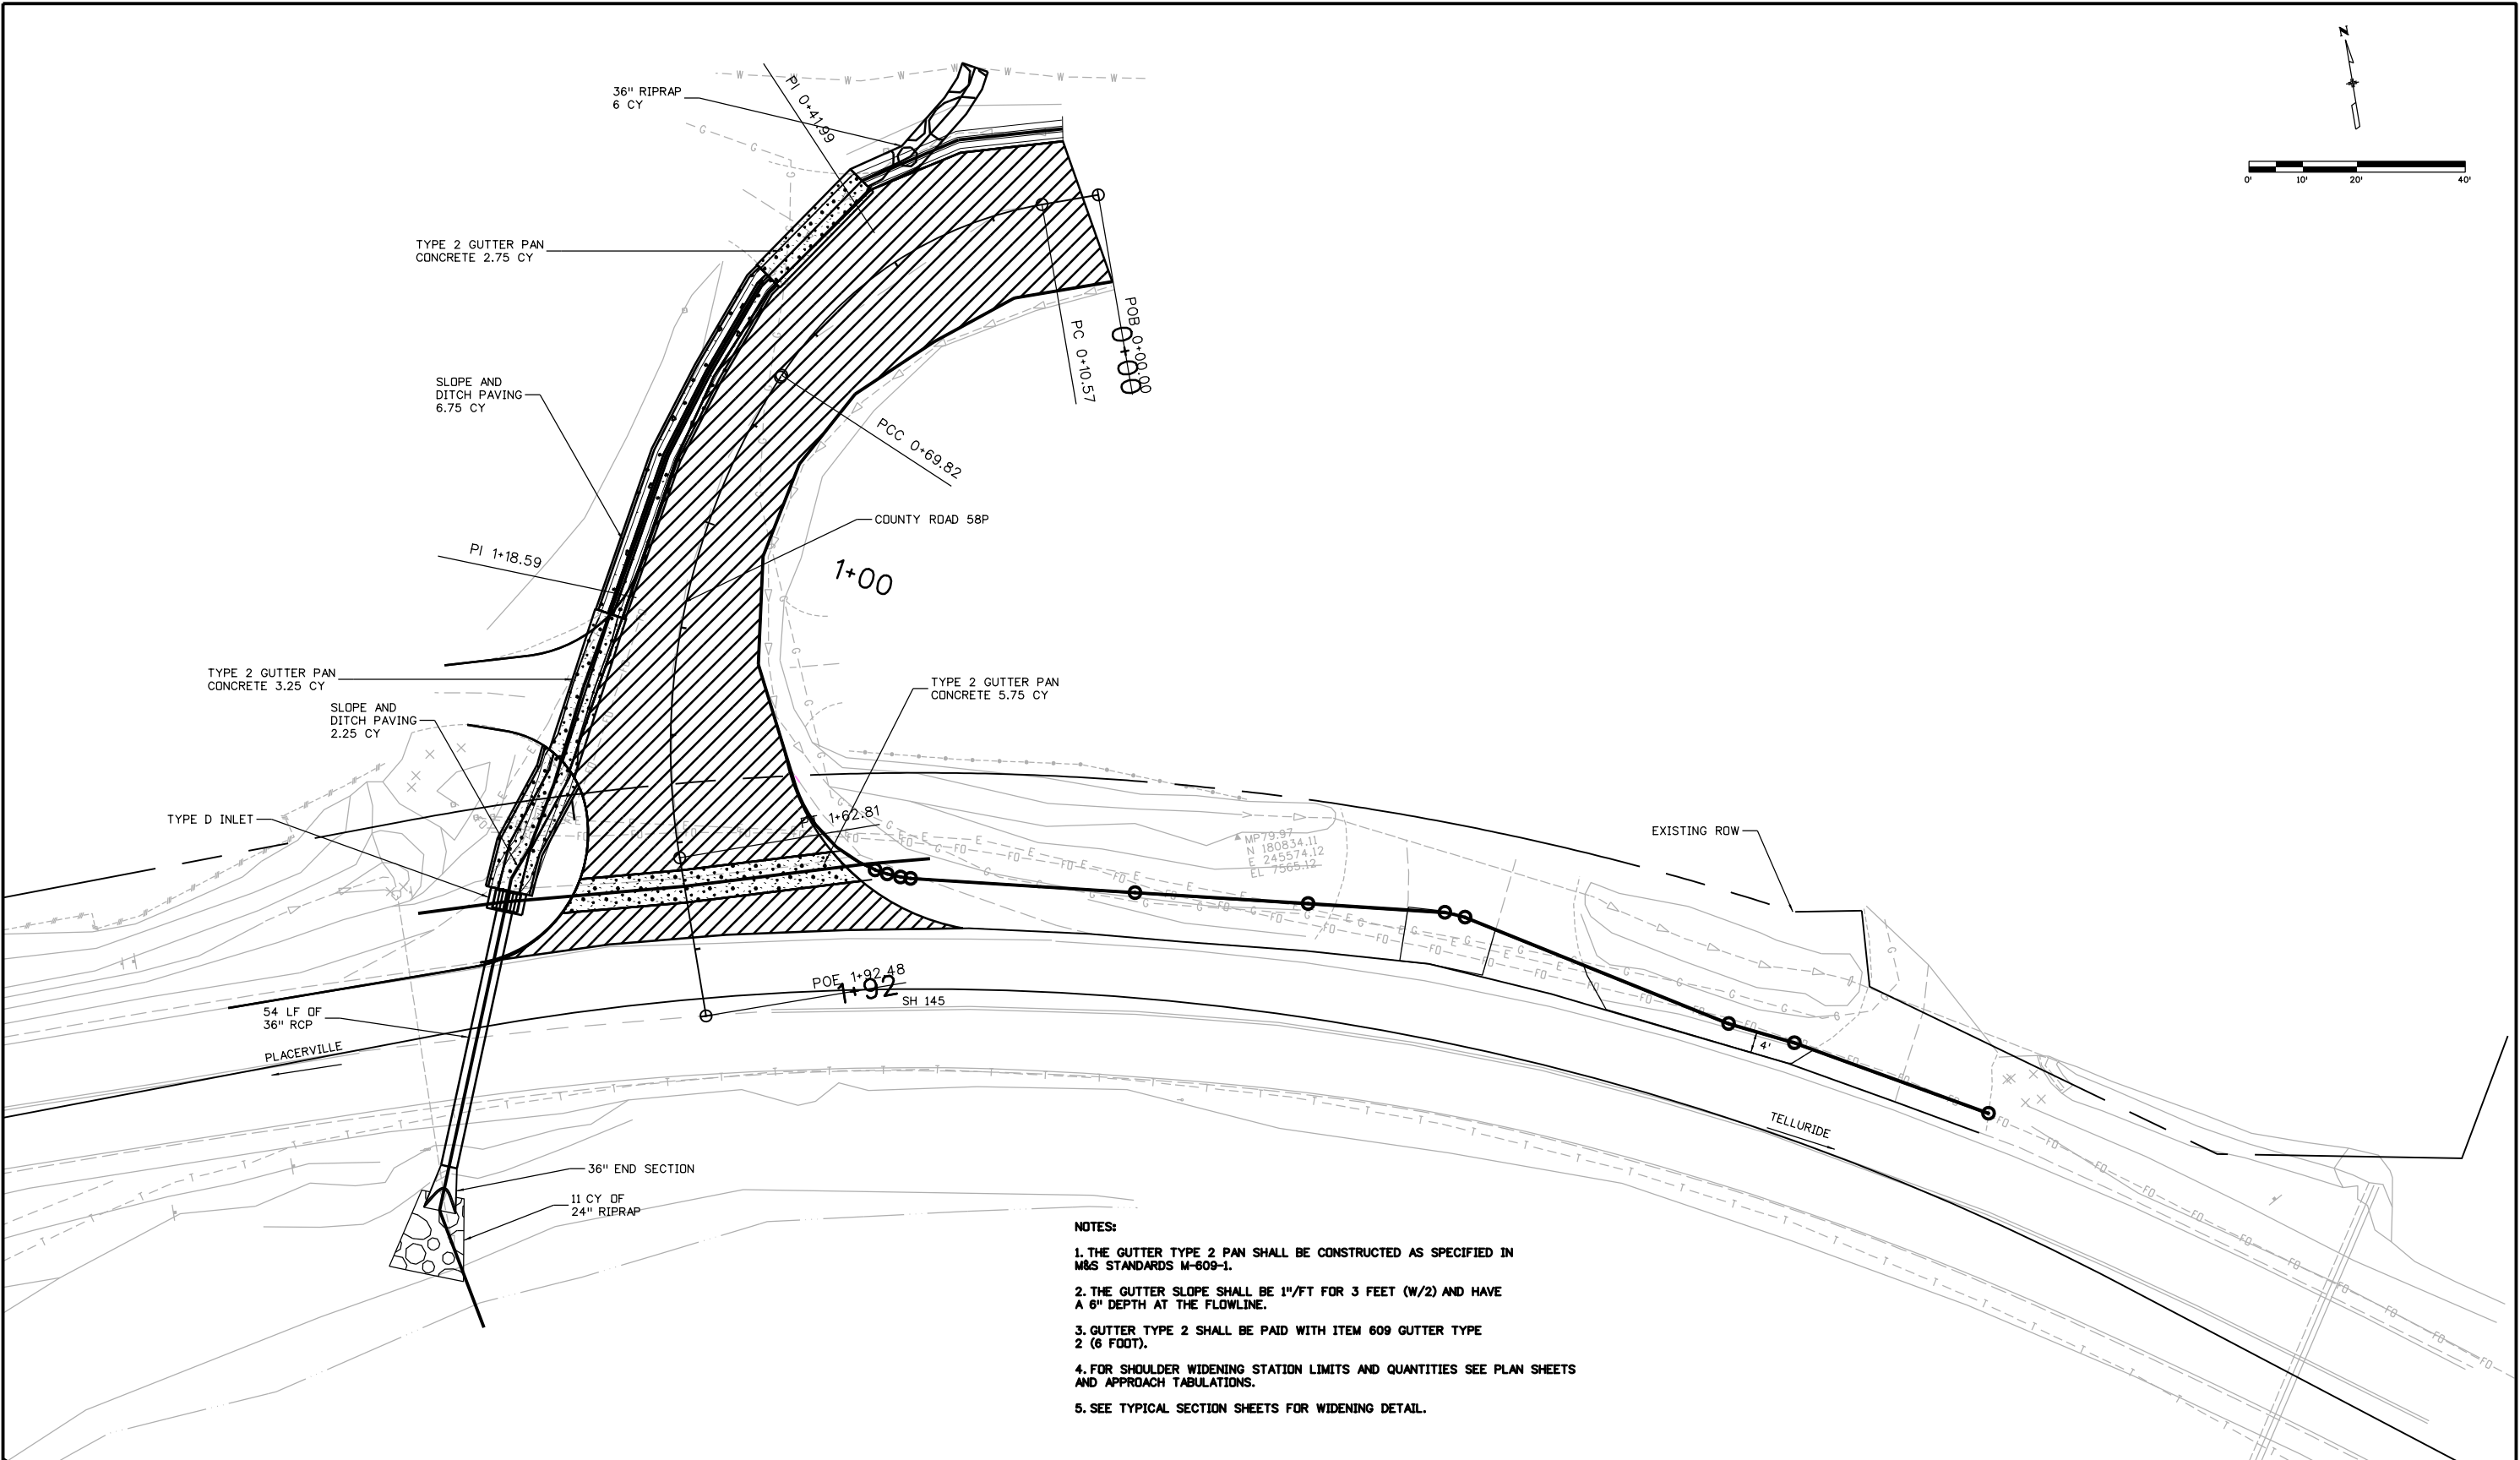 N
0' 10' 20' 40'
36" RIPRAP
6 CY
PI 0+41.99
TYPE 2 GUTTER PAN
CONCRETE 2.75 CY
POB 0+00.00
0+00
PC 0+10.57
SLOPE AND
DITCH PAVING
6.75 CY
PCC 0+69.82
COUNTY ROAD 58P
PI 1+18.59
1+00
TYPE 2 GUTTER PAN
CONCRETE 3.25 CY
TYPE 2 GUTTER PAN
CONCRETE 5.75 CY
SLOPE AND
DITCH PAVING
2.25 CY
TYPE D INLET
1+62.81
EXISTING ROW
MP79.97
N 180834.11
E 245574.12
EL 7565.12
POE 1+92.48
1+92
SH 145
54 LF OF
36" RCP
PLACERVILLE
4'
TELLURIDE
36" END SECTION
11 CY OF
24" RIPRAP
NOTES:
1. THE GUTTER TYPE 2 PAN SHALL BE CONSTRUCTED AS SPECIFIED IN
M&S STANDARDS M-609-1.
2. THE GUTTER SLOPE SHALL BE 1"/FT FOR 3 FEET (W/2) AND HAVE
A 6" DEPTH AT THE FLOWLINE.
3. GUTTER TYPE 2 SHALL BE PAID WITH ITEM 609 GUTTER TYPE
2 (6 FOOT).
4. FOR SHOULDER WIDENING STATION LIMITS AND QUANTITIES SEE PLAN SHEETS
AND APPROACH TABULATIONS.
5. SEE TYPICAL SECTION SHEETS FOR WIDENING DETAIL.